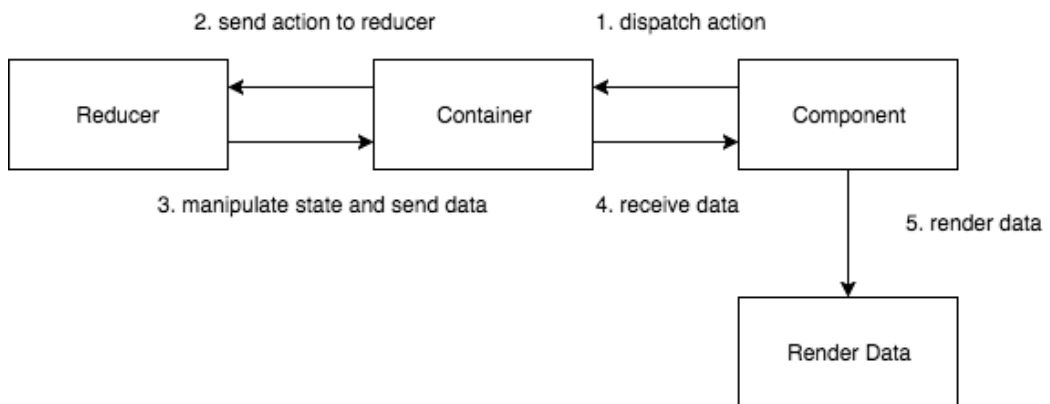 2. send action to reducer
1. dispatch action
Reducer
Container
Component
3. manipulate state and send data
4. receive data
5. render data
Render Data